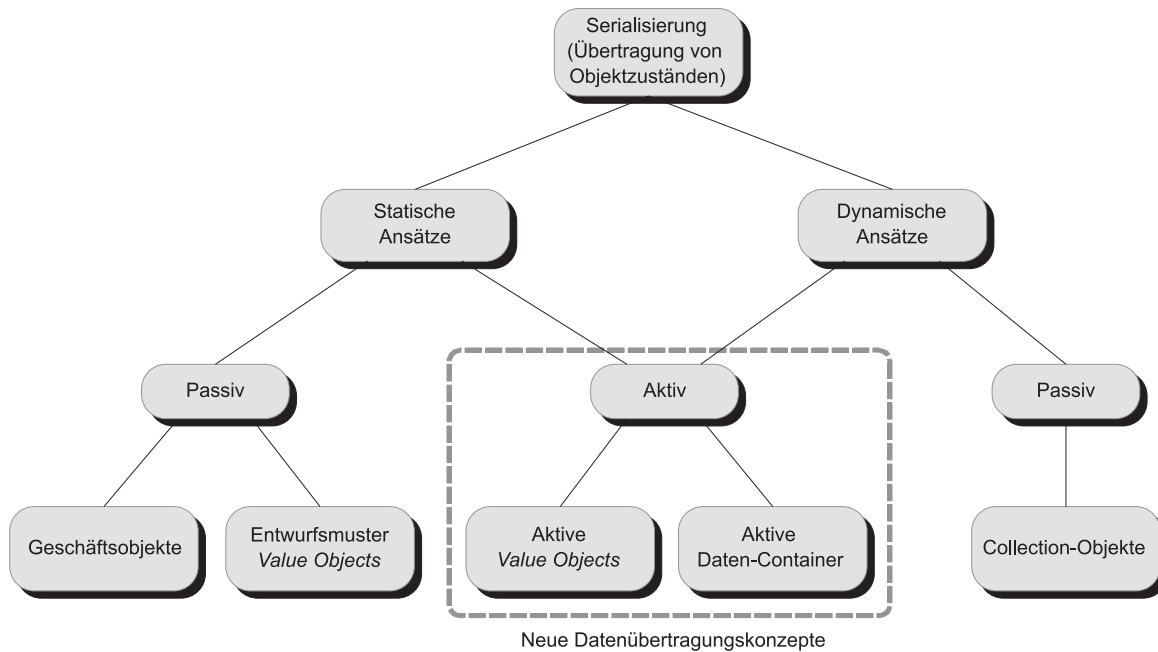 Serialisierung
(Übertragung von
Objektzuständen)
Statische
Ansätze
Dynamische
Ansätze
Passiv
Aktiv
Passiv
Geschäftsobjekte
Entwurfsmuster
Value Objects
Aktive
Value Objects
Aktive
Daten-Container
Collection-Objekte
Neue Datenübertragungskonzepte